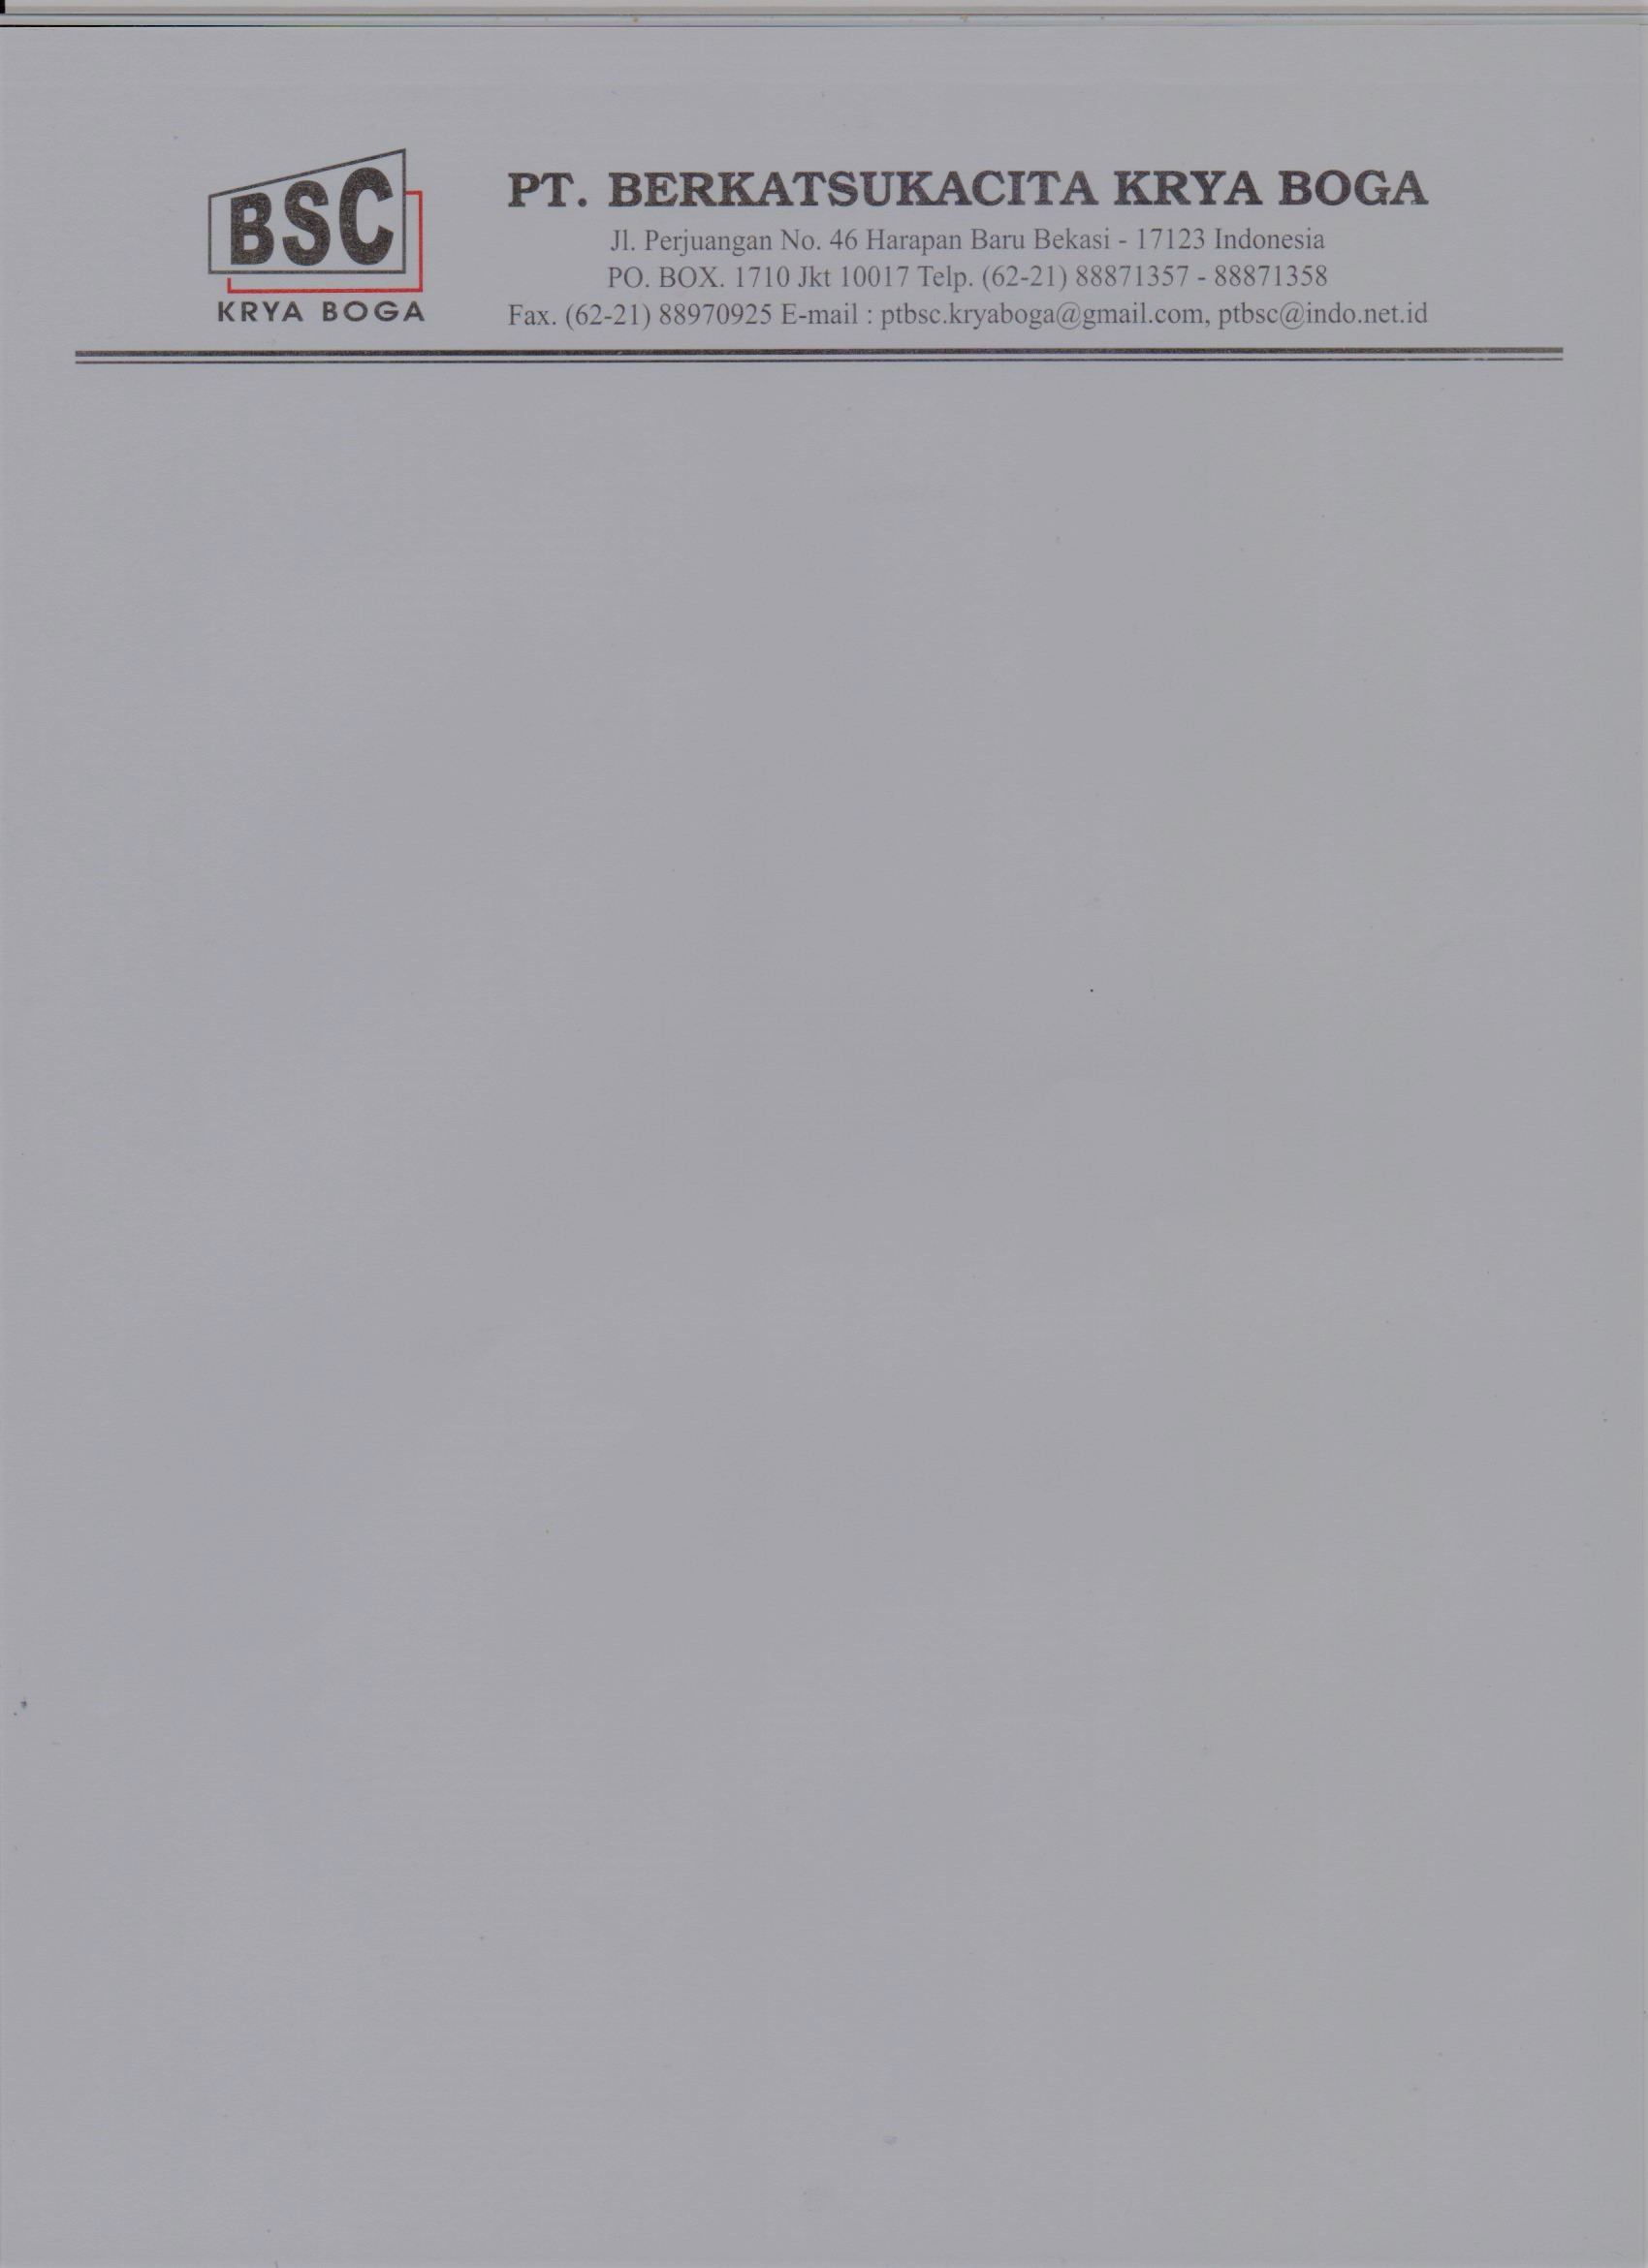 BSC
KRYA BOGA
PT. BERKATSUKACITA KRYA BOGA
Jl. Perjuangan No. 46 Harapan Baru Bekasi - 17123 Indonesia
PO. BOX. 1710 Jkt 10017 Telp. (62-21) 88871357 - 88871358
Fax. (62-21) 88970925 E-mail : ptbsc.kryaboga@gmail.com, ptbsc@indo.net.id